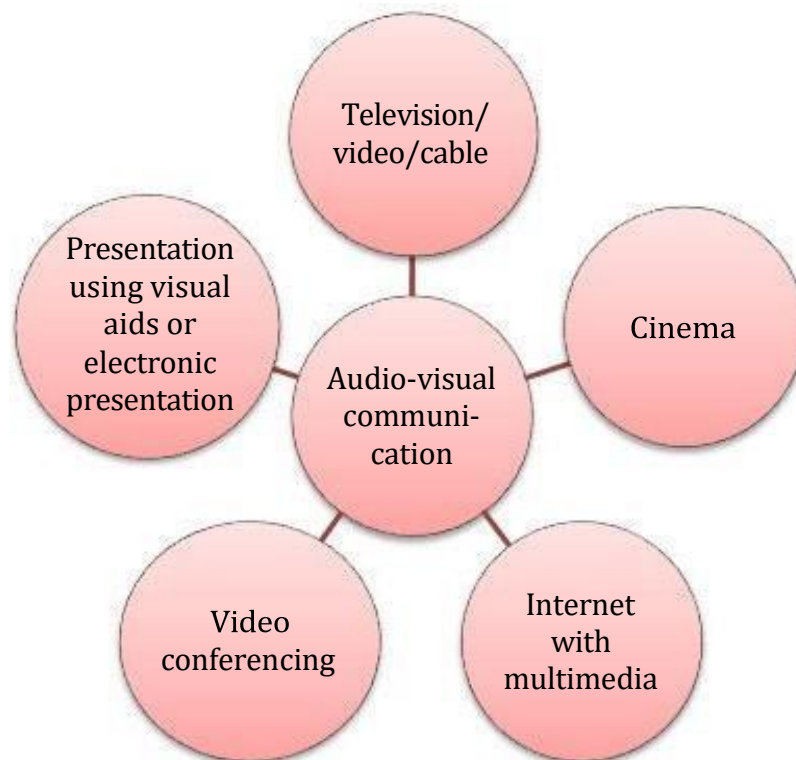 Television/
video/cable
Presentation
using visual
aids or
electronic
presentation
Cinema
Audio-visual
communi-
cation
Video
conferencing
Internet
with
multimedia